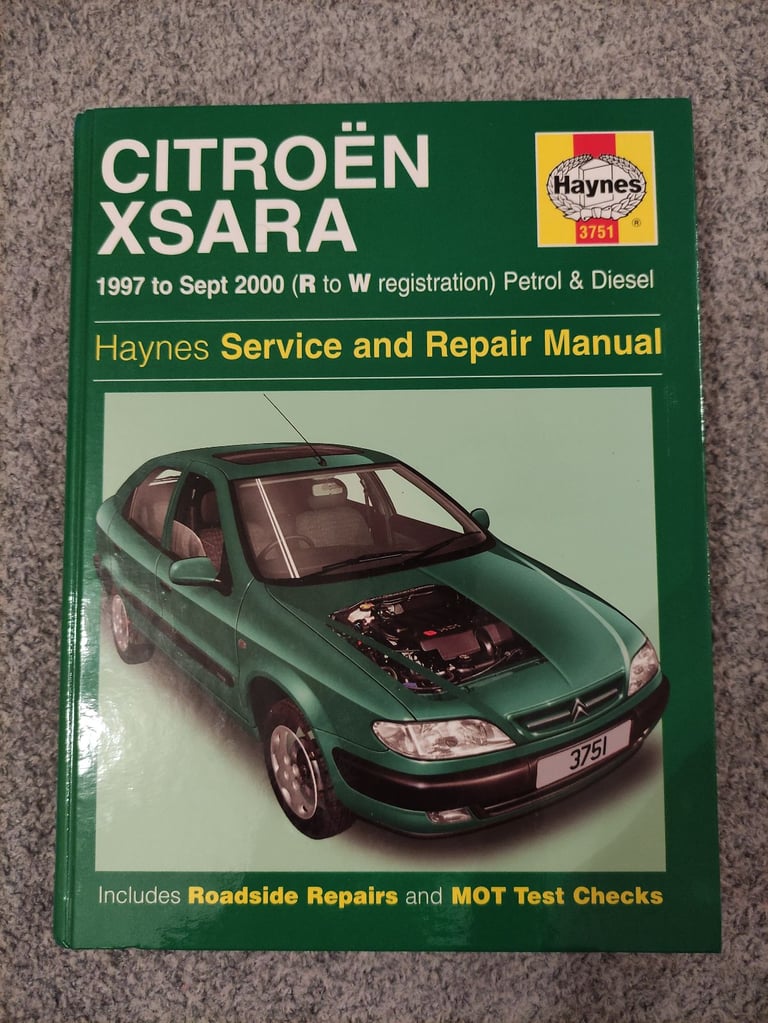 CITROËN
XSARA
Haynes
®
3751
1997 to Sept 2000 (R to W registration) Petrol & Diesel
Haynes Service and Repair Manual
3751
Includes Roadside Repairs and MOT Test Checks